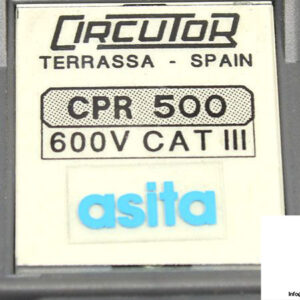 CIRCUTOR
TERRASSA - SPAIN
CPR 500
600V CAT III
asita